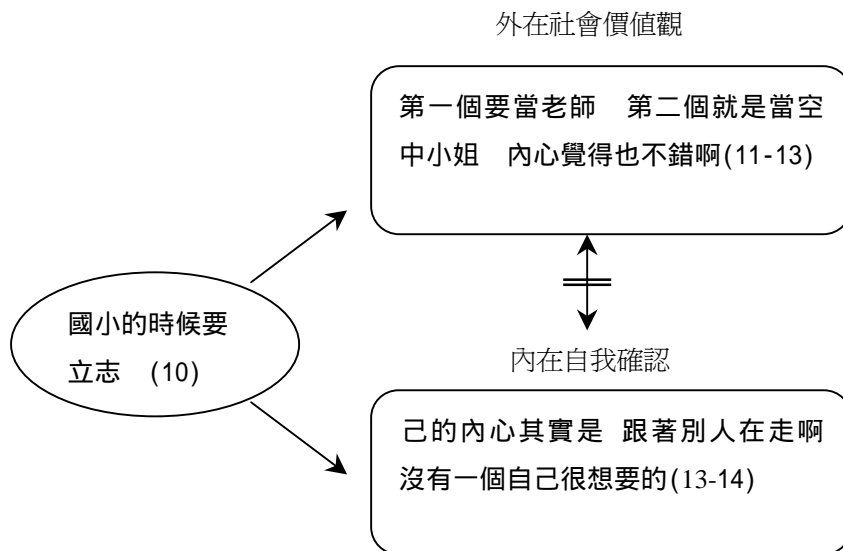 外在社會價值觀
第一個要當老師　第二個就是當空
中小姐　內心覺得也不錯啊(11-13)
國小的時候要
立志　(10)
內在自我確認
己的內心其實是 跟著別人在走啊
沒有一個自己很想要的(13-14)